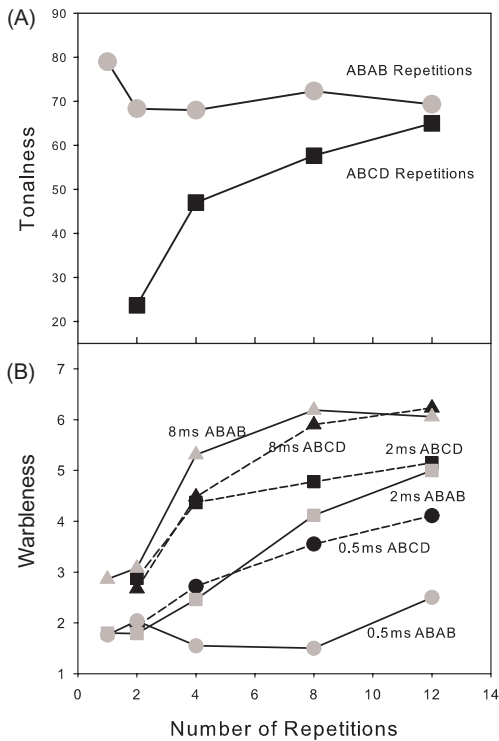 (A)
90
80
70
60
50
40
30
20
Tonalness
ABAB Repetitions
ABCD Repetitions
(B)
7
6
5
4
3
2
1
Warbleness
8ms ABAB
8ms ABCD
2ms ABCD
2ms ABAB
0.5ms ABCD
0.5ms ABAB
0 2 4 6 8 10 12 14
Number of Repetitions